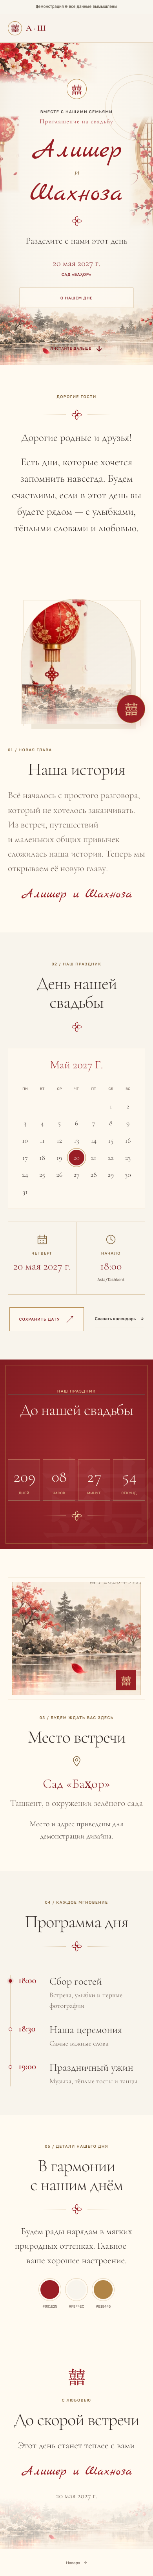 Демонстрация · все данные вымышлены
囍 А · Ш
囍
ВМЕСТЕ С НАШИМИ СЕМЬЯМИ
Приглашение на свадьбу
Алишер
и
Шахноза
Разделите с нами этот день
20 мая 2027 г.
САД «БАҲОР»
О НАШЕМ ДНЕ
ДАЛЬШЕ ↓
ДОРОГИЕ ГОСТИ
Дорогие родные и друзья!
Есть дни, которые хочется
запомнить навсегда. Будем
счастливы, если в этот день вы
будете рядом — с улыбками,
тёплыми словами и любовью.
囍
01 / НОВАЯ ГЛАВА
Наша история
Всё началось с простого разговора,
который не хотелось заканчивать.
Из встреч, путешествий
и маленьких общих привычек
сложилась наша история. Теперь мы
открываем её новую главу.
Алишер и Шахноза
02 / НАШ ПРАЗДНИК
День нашей
свадьбы
Май 2027 Г.
ПН ВТ СР ЧТ ПТ СБ ВС
1 2
3 4 5 6 7 8 9
10 11 12 13 14 15 16
17 18 19 20 21 22 23
24 25 26 27 28 29 30
31
ЧЕТВЕРГ
20 мая 2027 г.
НАЧАЛО
18:00
Asia/Tashkent
СОХРАНИТЬ ДАТУ
Скачать календарь ↓
НАШ ПРАЗДНИК
До нашей свадьбы
209 08 27 54
ДНЕЙ ЧАСОВ МИНУТ СЕКУНД
囍
03 / БУДЕМ ЖДАТЬ ВАС ЗДЕСЬ
Место встречи
Сад «Баҳор»
Ташкент, в окружении зелёного сада
Место и адрес приведены для
демонстрации дизайна.
04 / КАЖДОЕ МГНОВЕНИЕ
Программа дня
18:00 Сбор гостей
Встреча, улыбки и первые
фотографии
18:30 Наша церемония
Самые важные слова
19:00 Праздничный ужин
Музыка, тёплые тосты и танцы
05 / ДЕТАЛИ НАШЕГО ДНЯ
В гармонии
с нашим днём
Будем рады нарядам в мягких
природных оттенках. Главное —
ваше хорошее настроение.
囍
С ЛЮБОВЬЮ
До скорой встречи
Этот день станет теплее с вами
Алишер и Шахноза
20 мая 2027 г.
Наверх ↑